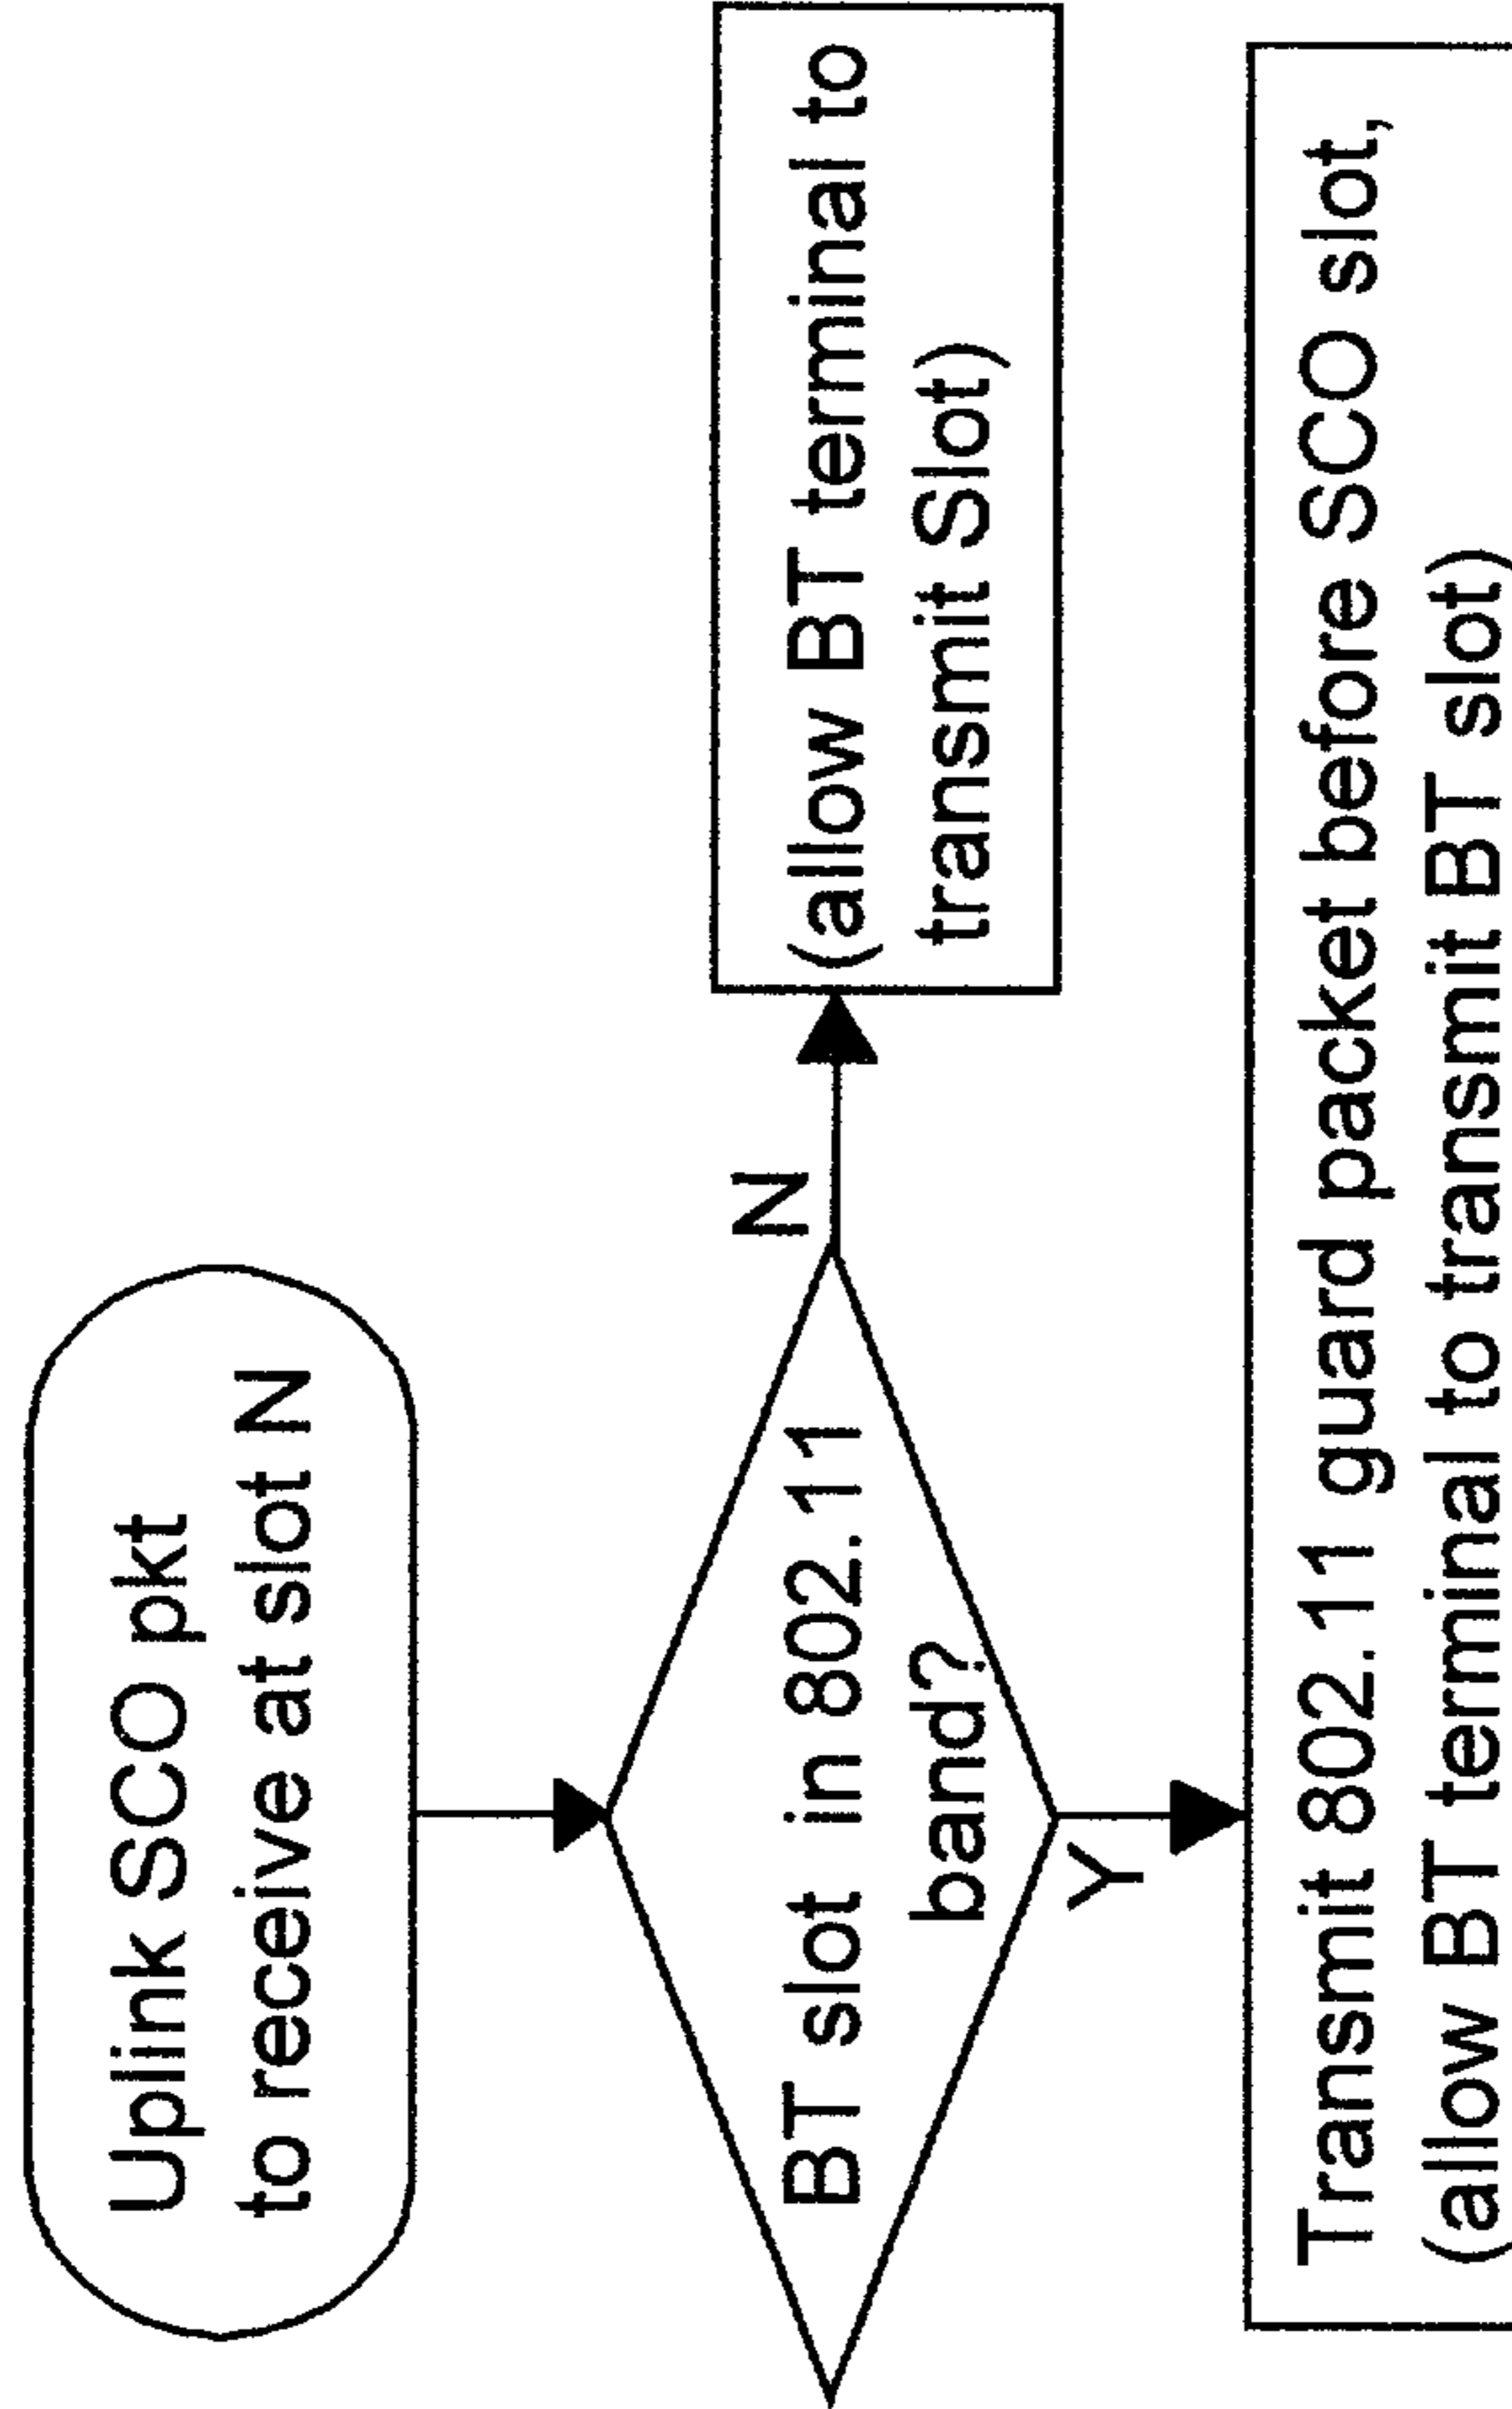 Uplink SCO pkt
to receive at slot N
BT slot in 802.11
band?
N
(allow BT terminal to
transmit Slot)
Y
Transmit 802.11 guard packet before SCO slot,
(allow BT terminal to transmit BT slot)